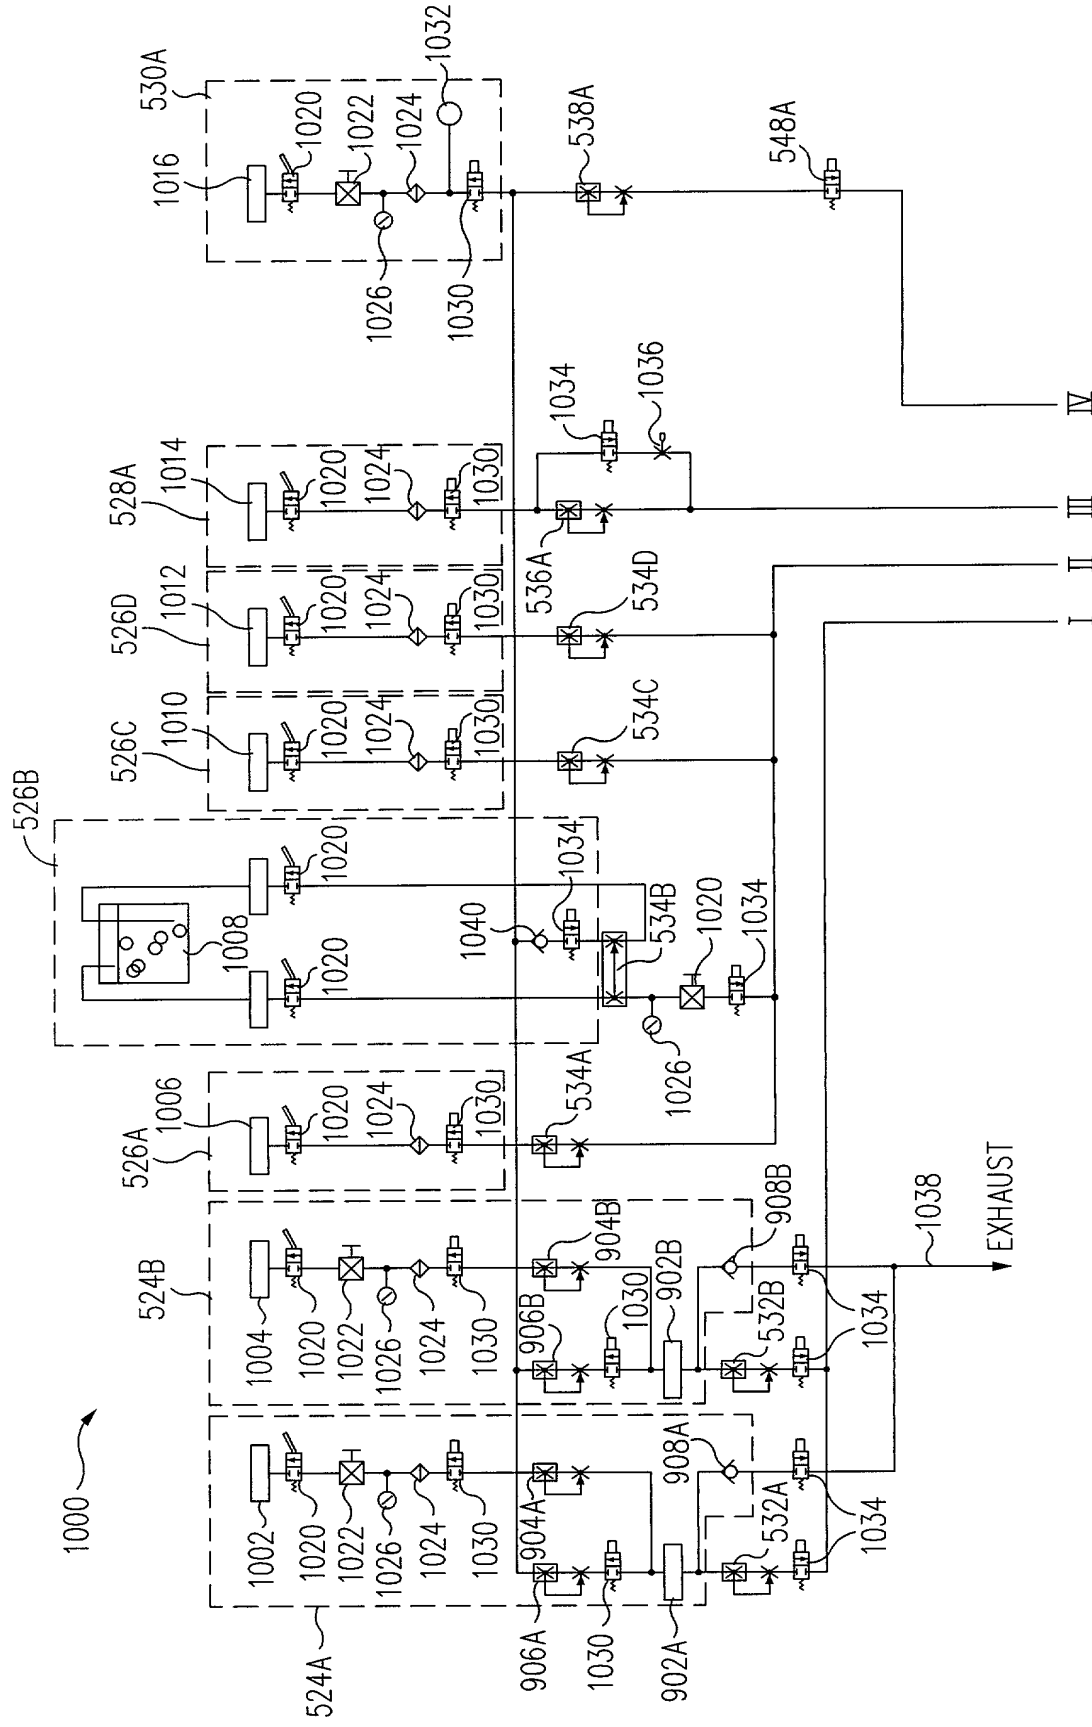 1000
524A
1002
1020
1022
1026
1024
1030
904A
906A
1030
902A
908A
532A
1034
524B
1004
1020
1022
1026
1024
1030
904B
906B
1030
902B
908B
532B
1034
1038
EXHAUST
526A
1006
1020
1024
1030
534A
526B
1008
1020
1020
1040
1034
534B
1026
1020
1034
526C
1010
1020
1024
1030
534C
526D
1012
1020
1024
1030
534D
528A
1014
1020
1024
1030
536A
1034
1036
530A
1016
1020
1022
1024
1026
1030
1032
538A
548A
I
II
III
IV